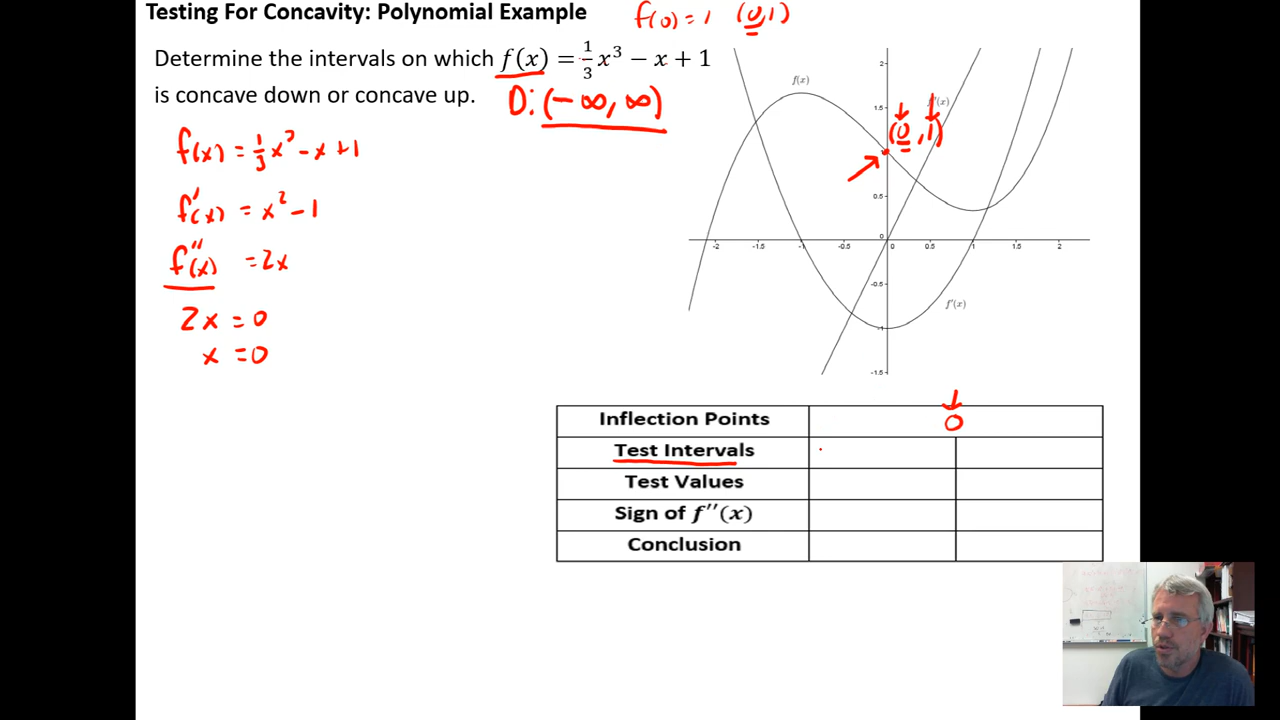 Testing For Concavity: Polynomial Example
f(0) = 1 (0,1)
Determine the intervals on which f(x) = 1/3 x³ − x + 1
is concave down or concave up.
D: (-∞, ∞)
f(x) = 1/3 x³ - x + 1
f'(x) = x² - 1
f''(x) = 2x
2x = 0
x = 0
f(x)
f''(x)
(0, 1)
f'(x)
2
1.5
1
0.5
-2 -1.5 -1 -0.5 0 0.5 1 1.5 2
-0.5
-1
-1.5
Inflection Points 0
Test Intervals
Test Values
Sign of f''(x)
Conclusion